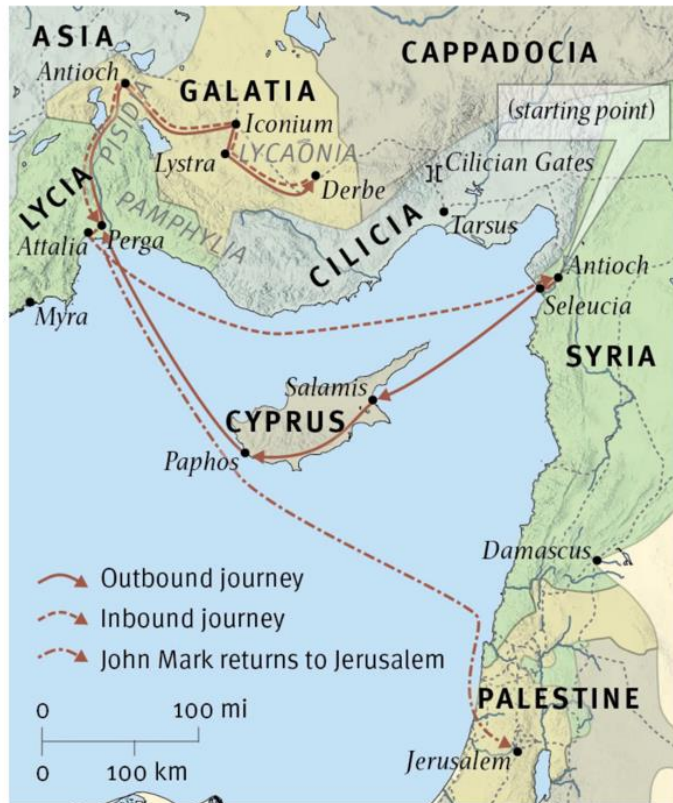 ASIA
CAPPADOCIA
Antioch
GALATIA
(starting point)
PISIDIA
Iconium
LYCAONIA
Lystra
Cilician Gates
Derbe
LYCIA
PAMPHYLIA
CILICIA
Tarsus
Attalia
Perga
Antioch
Myra
Seleucia
SYRIA
Salamis
CYPRUS
Paphos
Damascus
Outbound journey
Inbound journey
John Mark returns to Jerusalem
PALESTINE
0 100 mi
0 100 km
Jerusalem